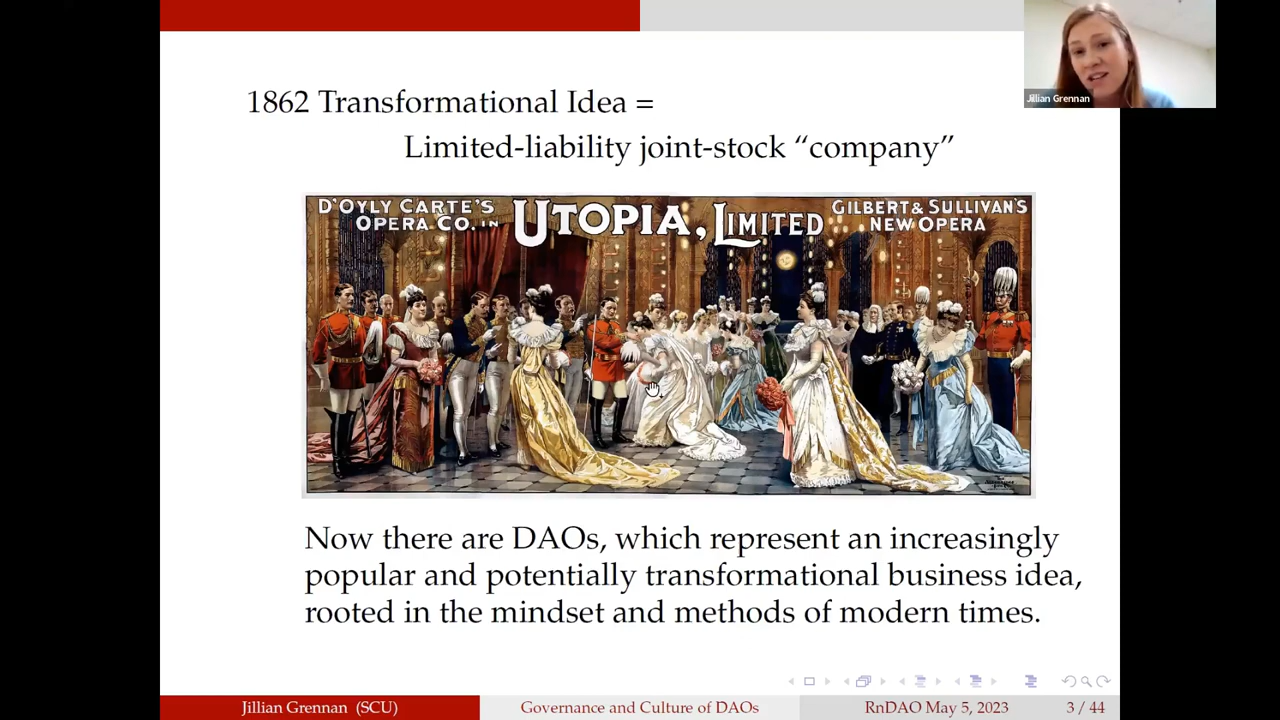 1862 Transformational Idea =
Limited-liability joint-stock “company”
D'OYLY CARTE'S
OPERA CO. IN
UTOPIA, LIMITED
GILBERT & SULLIVAN'S
NEW OPERA
Now there are DAOs, which represent an increasingly
popular and potentially transformational business idea,
rooted in the mindset and methods of modern times.
Jillian Grennan
Jillian Grennan (SCU)
Governance and Culture of DAOs
RnDAO May 5, 2023
3 / 44